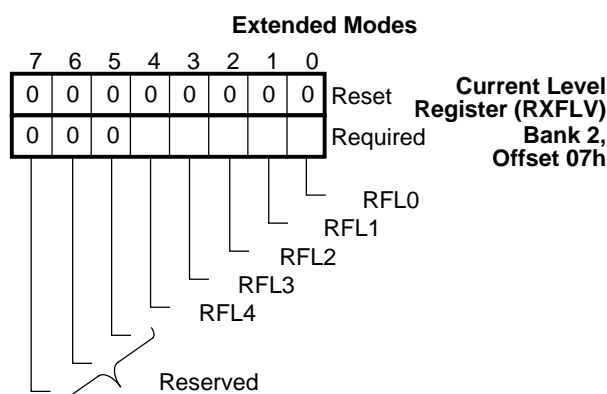 Extended Modes
7 6 5 4 3 2 1 0
0 0 0 0 0 0 0 0 Reset
0 0 0 Required
Current Level
Register (RXFLV)
Bank 2,
Offset 07h
RFL0
RFL1
RFL2
RFL3
RFL4
Reserved